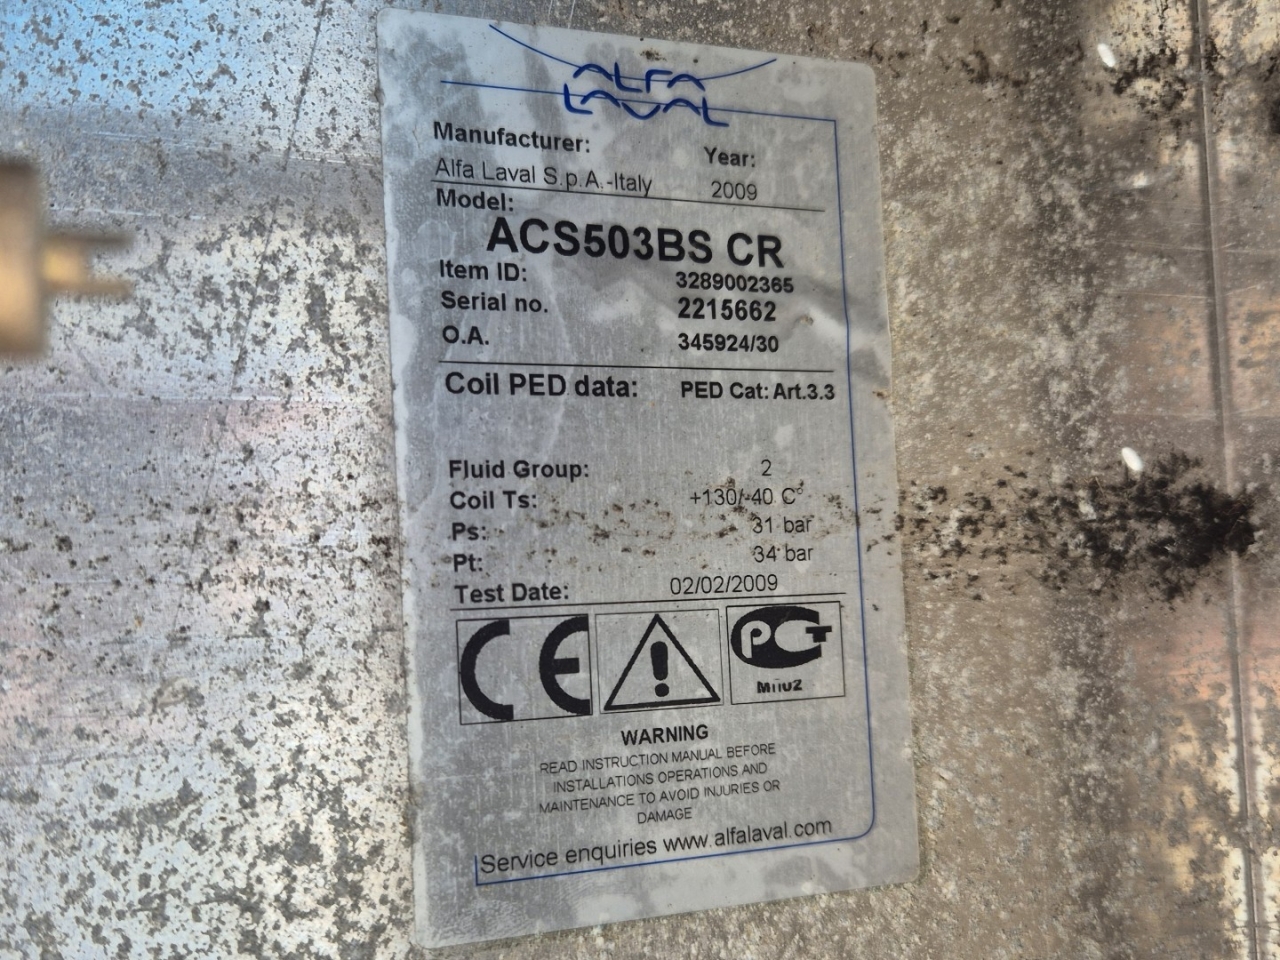 ALFA
LAVAL
Manufacturer: Year:
Alfa Laval S.p.A.-Italy 2009
Model:
ACS503BS CR
Item ID: 3289002365
Serial no. 2215662
O.A. 345924/30
Coil PED data: PED Cat: Art.3.3
Fluid Group: 2
Coil Ts: +130/-40 C°
Ps: 31 bar
Pt: 34 bar
Test Date: 02/02/2009
CE
РСТ
WARNING
READ INSTRUCTION MANUAL BEFORE
INSTALLATIONS OPERATIONS AND
MAINTENANCE TO AVOID INJURIES OR
DAMAGE
Service enquiries www.alfalaval.com